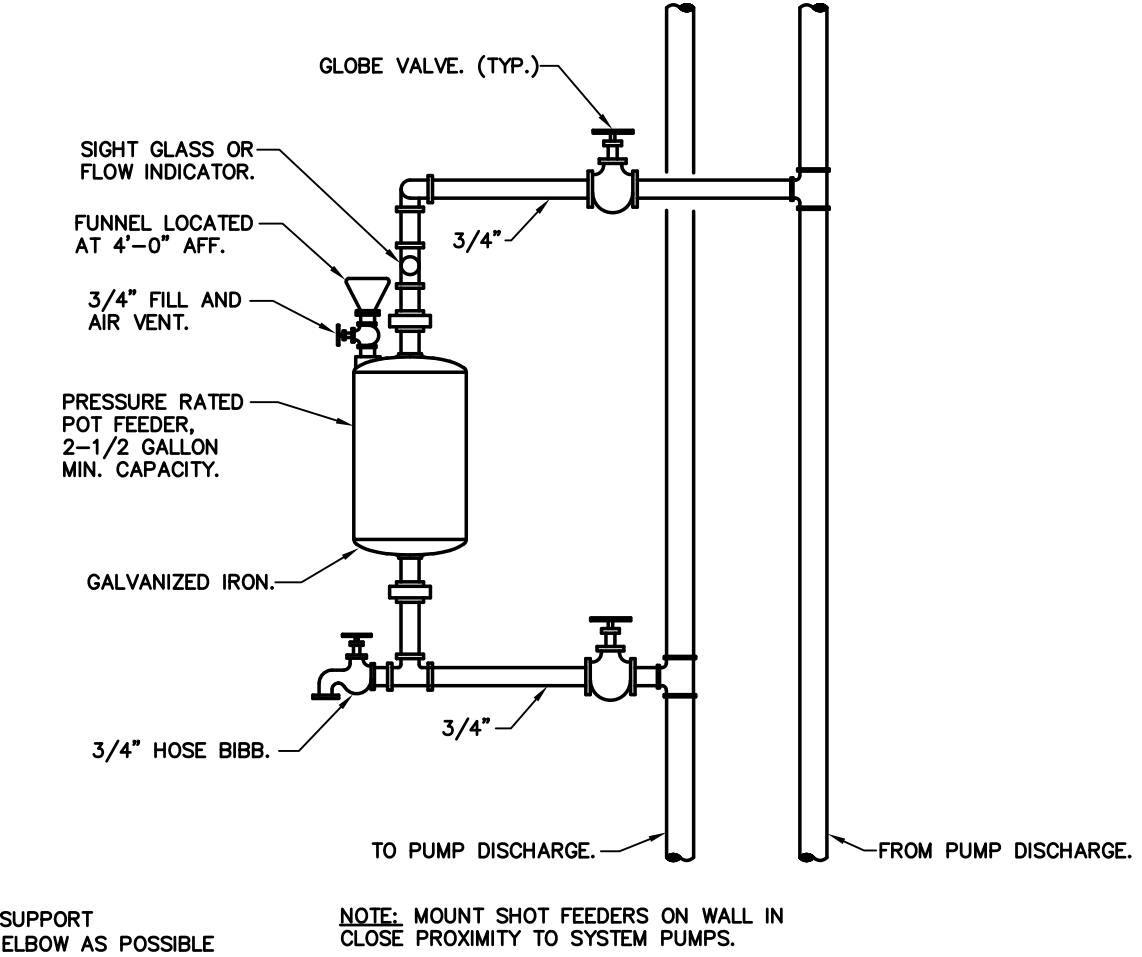 GLOBE VALVE. (TYP.)
SIGHT GLASS OR
FLOW INDICATOR.
FUNNEL LOCATED
AT 4'-0" AFF.
3/4"
3/4" FILL AND
AIR VENT.
PRESSURE RATED
POT FEEDER,
2-1/2 GALLON
MIN. CAPACITY.
GALVANIZED IRON.
3/4"
3/4" HOSE BIBB.
TO PUMP DISCHARGE.
FROM PUMP DISCHARGE.
SUPPORT
ELBOW AS POSSIBLE
NOTE: MOUNT SHOT FEEDERS ON WALL IN
CLOSE PROXIMITY TO SYSTEM PUMPS.